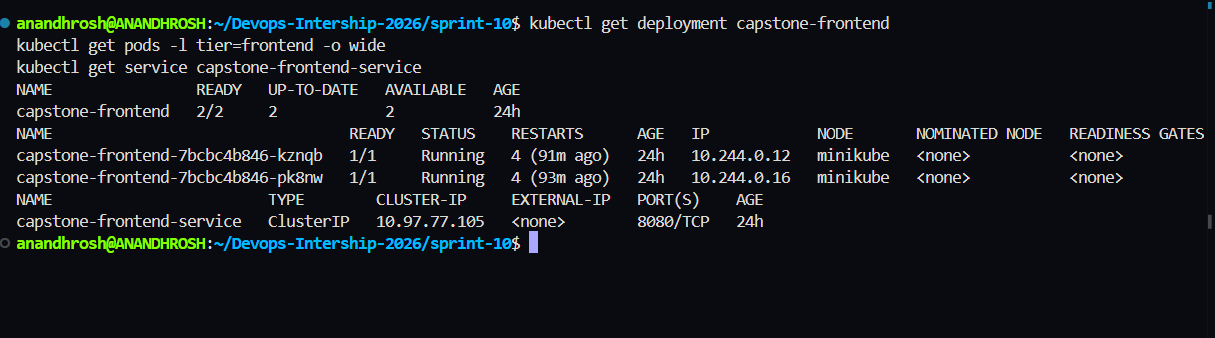 anandhrosh@ANANDHROSH:~/Devops-Intership-2026/sprint-10$ kubectl get deployment capstone-frontend
kubectl get pods -l tier=frontend -o wide
kubectl get service capstone-frontend-service
NAME                READY   UP-TO-DATE   AVAILABLE   AGE
capstone-frontend   2/2     2            2           24h
NAME                                 READY   STATUS    RESTARTS      AGE   IP            NODE       NOMINATED NODE   READINESS GATES
capstone-frontend-7bcbc4b846-kznqb   1/1     Running   4 (91m ago)   24h   10.244.0.12   minikube   <none>           <none>
capstone-frontend-7bcbc4b846-pk8nw   1/1     Running   4 (93m ago)   24h   10.244.0.16   minikube   <none>           <none>
NAME                        TYPE        CLUSTER-IP     EXTERNAL-IP   PORT(S)    AGE
capstone-frontend-service   ClusterIP   10.97.77.105   <none>        8080/TCP   24h
anandhrosh@ANANDHROSH:~/Devops-Intership-2026/sprint-10$